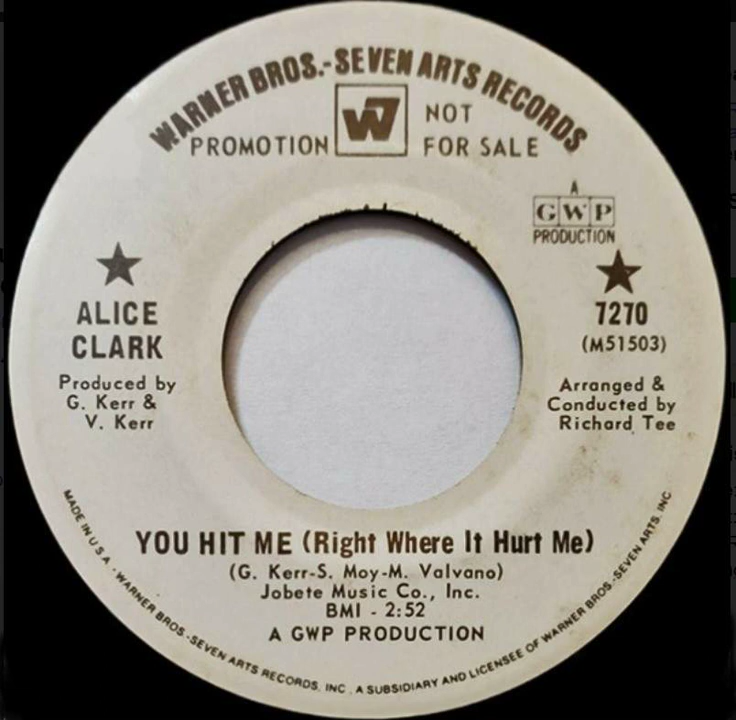 WARNER BROS.-SEVEN ARTS RECORDS
W7
PROMOTION
NOT
FOR SALE
A
GWP
PRODUCTION
ALICE
CLARK
Produced by
G. Kerr &
V. Kerr
7270
(M51503)
Arranged &
Conducted by
Richard Tee
YOU HIT ME (Right Where It Hurt Me)
(G. Kerr-S. Moy-M. Valvano)
Jobete Music Co., Inc.
BMI - 2:52
A GWP PRODUCTION
MADE IN U.S.A. · WARNER BROS.-SEVEN ARTS RECORDS, INC., A SUBSIDIARY AND LICENSEE OF WARNER BROS.-SEVEN ARTS, INC.